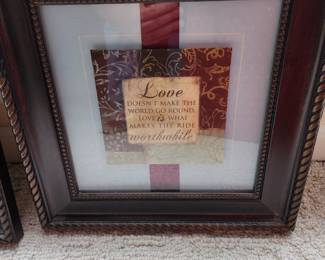 Love
DOESN'T MAKE THE
WORLD GO ROUND,
LOVE IS WHAT
MAKES THE RIDE
worthwhile